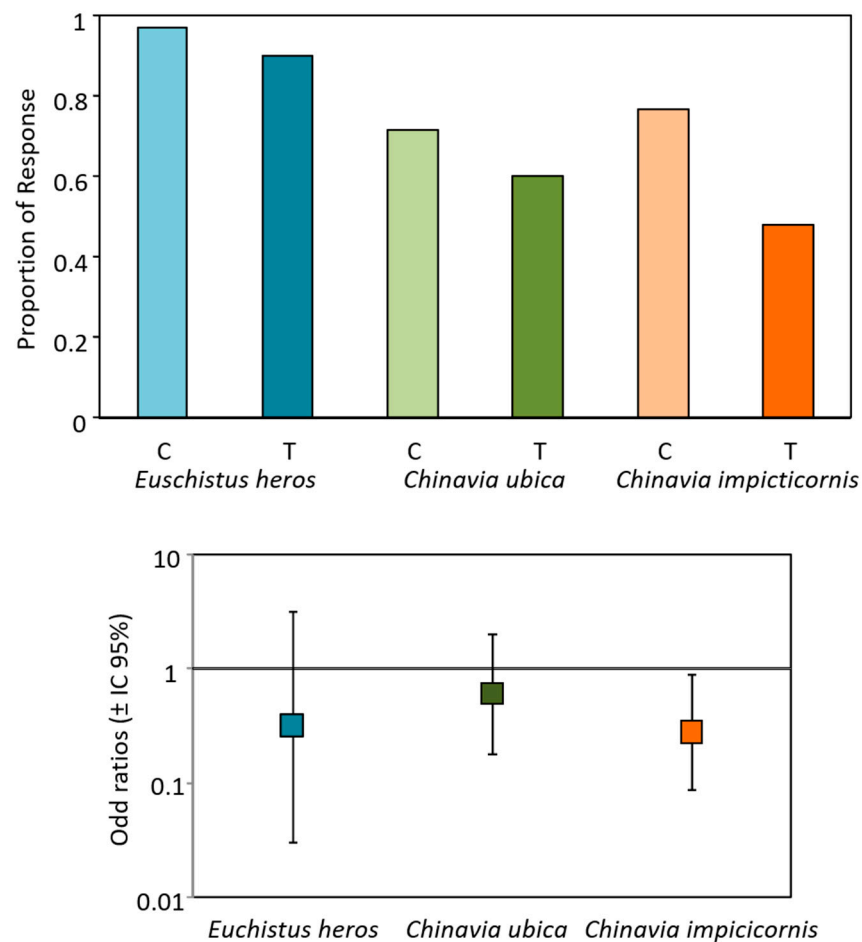 1
0.8
0.6
0.4
0.2
0
Proportion of Response
C T C T C T
Euschistus heros Chinavia ubica Chinavia impicticornis
10
1
0.1
0.01
Odd ratios (± IC 95%)
Euchistus heros Chinavia ubica Chinavia impicicornis